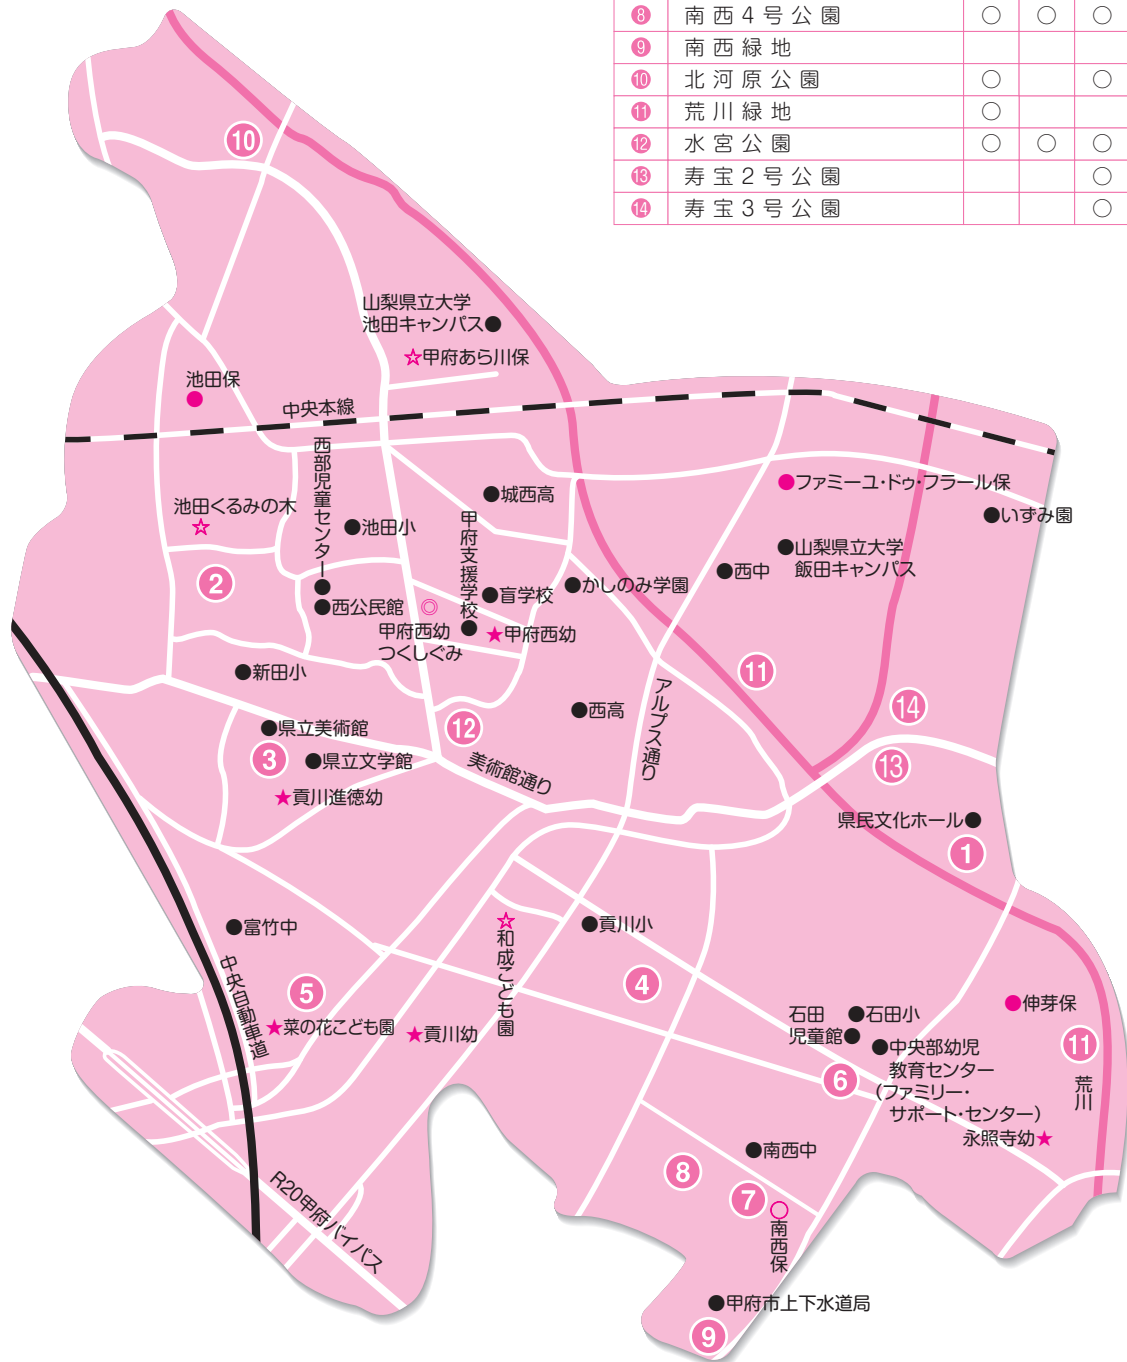 ⑧ 南西4号公園 ○ ○ ○
⑨ 南西緑地
⑩ 北河原公園 ○ ○
⑪ 荒川緑地 ○
⑫ 水宮公園 ○ ○ ○
⑬ 寿宝2号公園 ○
⑭ 寿宝3号公園 ○
10
山梨県立大学
池田キャンパス
甲府あら川保
池田保
中央本線
西部児童センター
城西高
ファミーユ・ドゥ・フラール保
池田くるみの木
池田小
甲府支援学校
いずみ園
山梨県立大学
飯田キャンパス
西中
2
かしのみ学園
盲学校
西公民館
甲府西幼
つくしぐみ
甲府西幼
新田小
11
アルプス通り
西高
14
12
県立美術館
3
県立文学館
美術館通り
13
貢川進徳幼
県民文化ホール
1
富竹中
和成こども園
貢川小
中央自動車道
5
4
伸芽保
石田
児童館
石田小
菜の花こども園
貢川幼
中央部幼児
教育センター
(ファミリー・
サポート・センター)
11
荒川
6
永照寺幼
南西中
8
7
南西保
R20甲府バイパス
甲府市上下水道局
9